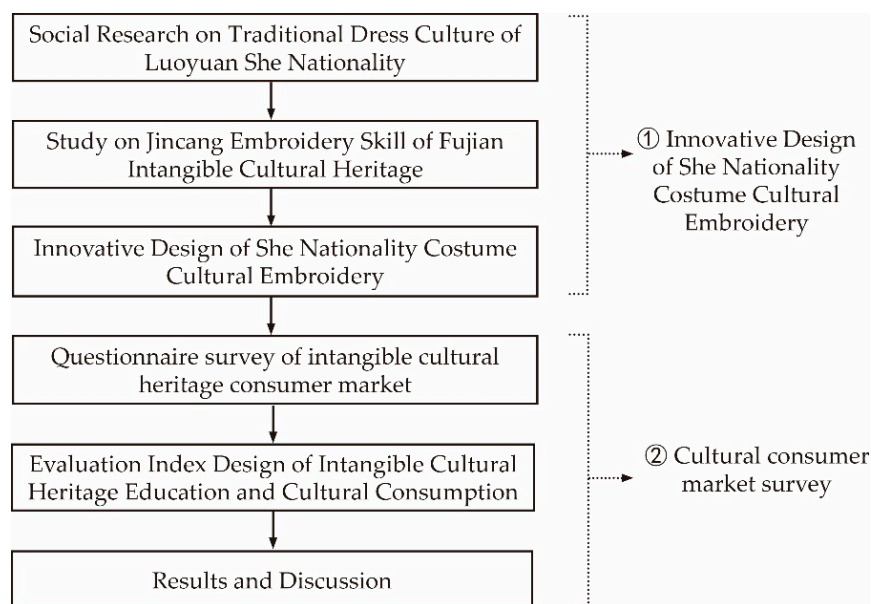 Social Research on Traditional Dress Culture of
Luoyuan She Nationality
Study on Jincang Embroidery Skill of Fujian
Intangible Cultural Heritage
Innovative Design of She Nationality Costume
Cultural Embroidery
① Innovative Design
of She Nationality
Costume Cultural
Embroidery
Questionnaire survey of intangible cultural
heritage consumer market
Evaluation Index Design of Intangible Cultural
Heritage Education and Cultural Consumption
Results and Discussion
② Cultural consumer
market survey